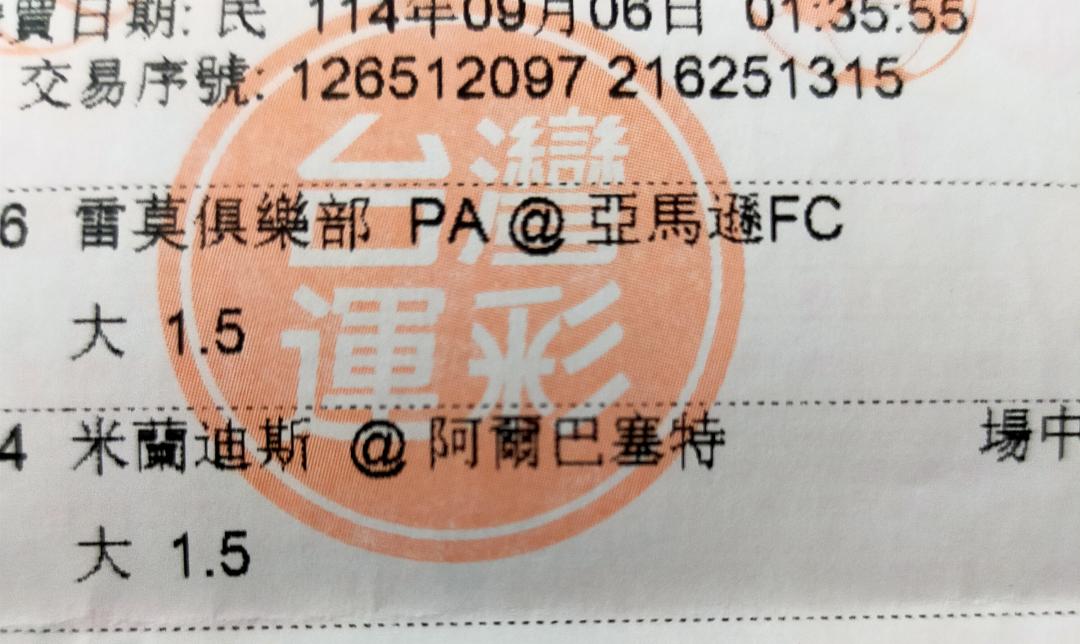 賣日期: 民 114年09月06日 01:35:55
交易序號: 126512097 216251315
台灣
運彩
6 雷莫俱樂部 PA @ 亞馬遜FC
大 1.5
4 米蘭迪斯 @ 阿爾巴塞特 場中
大 1.5